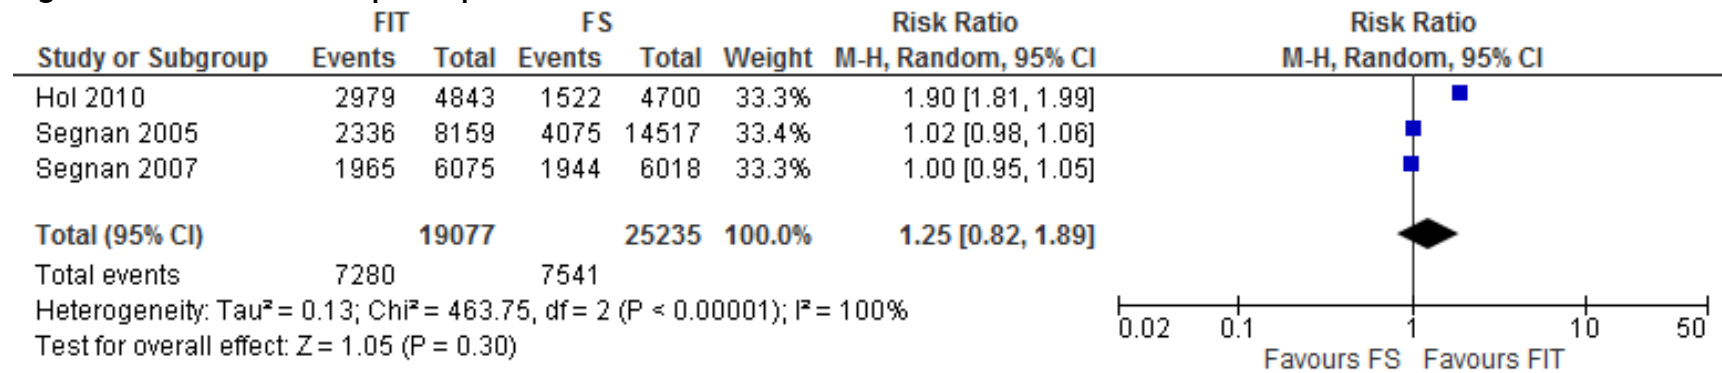 FIT FS Risk Ratio Risk Ratio
Study or Subgroup Events Total Events Total Weight M-H, Random, 95% CI M-H, Random, 95% CI
Hol 2010 2979 4843 1522 4700 33.3% 1.90 [1.81, 1.99]
Segnan 2005 2336 8159 4075 14517 33.4% 1.02 [0.98, 1.06]
Segnan 2007 1965 6075 1944 6018 33.3% 1.00 [0.95, 1.05]
Total (95% CI) 19077 25235 100.0% 1.25 [0.82, 1.89]
Total events 7280 7541
Heterogeneity: Tau² = 0.13; Chi² = 463.75, df = 2 (P < 0.00001); I² = 100%
Test for overall effect: Z = 1.05 (P = 0.30)
0.02 0.1 1 10 50
Favours FS Favours FIT